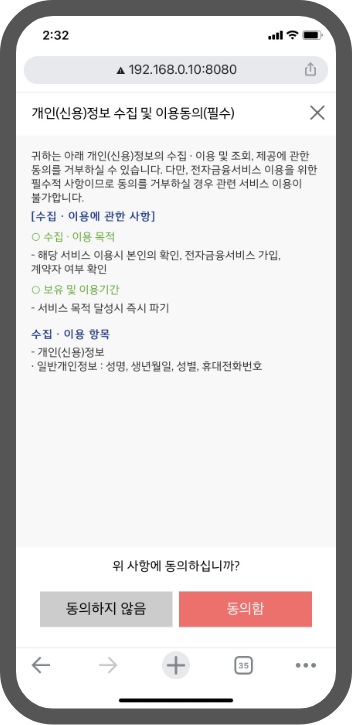 2:32
192.168.0.10:8080
개인(신용)정보 수집 및 이용동의(필수)
귀하는 아래 개인(신용)정보의 수집 · 이용 및 조회, 제공에 관한
동의를 거부하실 수 있습니다. 다만, 전자금융서비스 이용을 위한
필수적 사항이므로 동의를 거부하실 경우 관련 서비스 이용이
불가합니다.
[수집 · 이용에 관한 사항]
○ 수집 · 이용 목적
- 해당 서비스 이용시 본인의 확인, 전자금융서비스 가입,
계약자 여부 확인
○ 보유 및 이용기간
- 서비스 목적 달성시 즉시 파기
수집 · 이용 항목
- 개인(신용)정보
· 일반개인정보 : 성명, 생년월일, 성별, 휴대전화번호
위 사항에 동의하십니까?
동의하지 않음
동의함
35